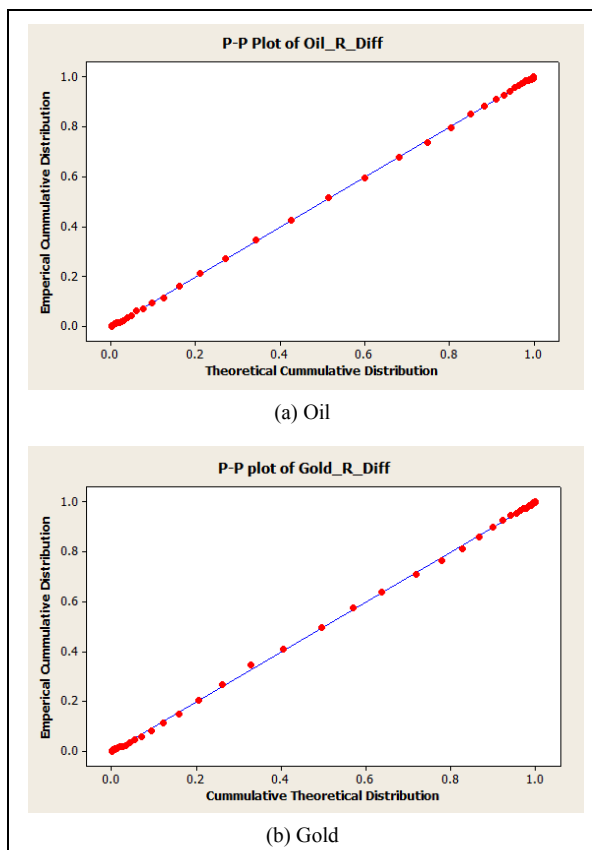 P-P Plot of Oil_R_Diff
Emperical Cummulative Distribution
1.0
0.8
0.6
0.4
0.2
0.0
0.0 0.2 0.4 0.6 0.8 1.0
Theoretical Cummulative Distribution
(a) Oil
P-P plot of Gold_R_Diff
Emperical Cummulative Distribution
1.0
0.8
0.6
0.4
0.2
0.0
0.0 0.2 0.4 0.6 0.8 1.0
Cummulative Theoretical Distribution
(b) Gold